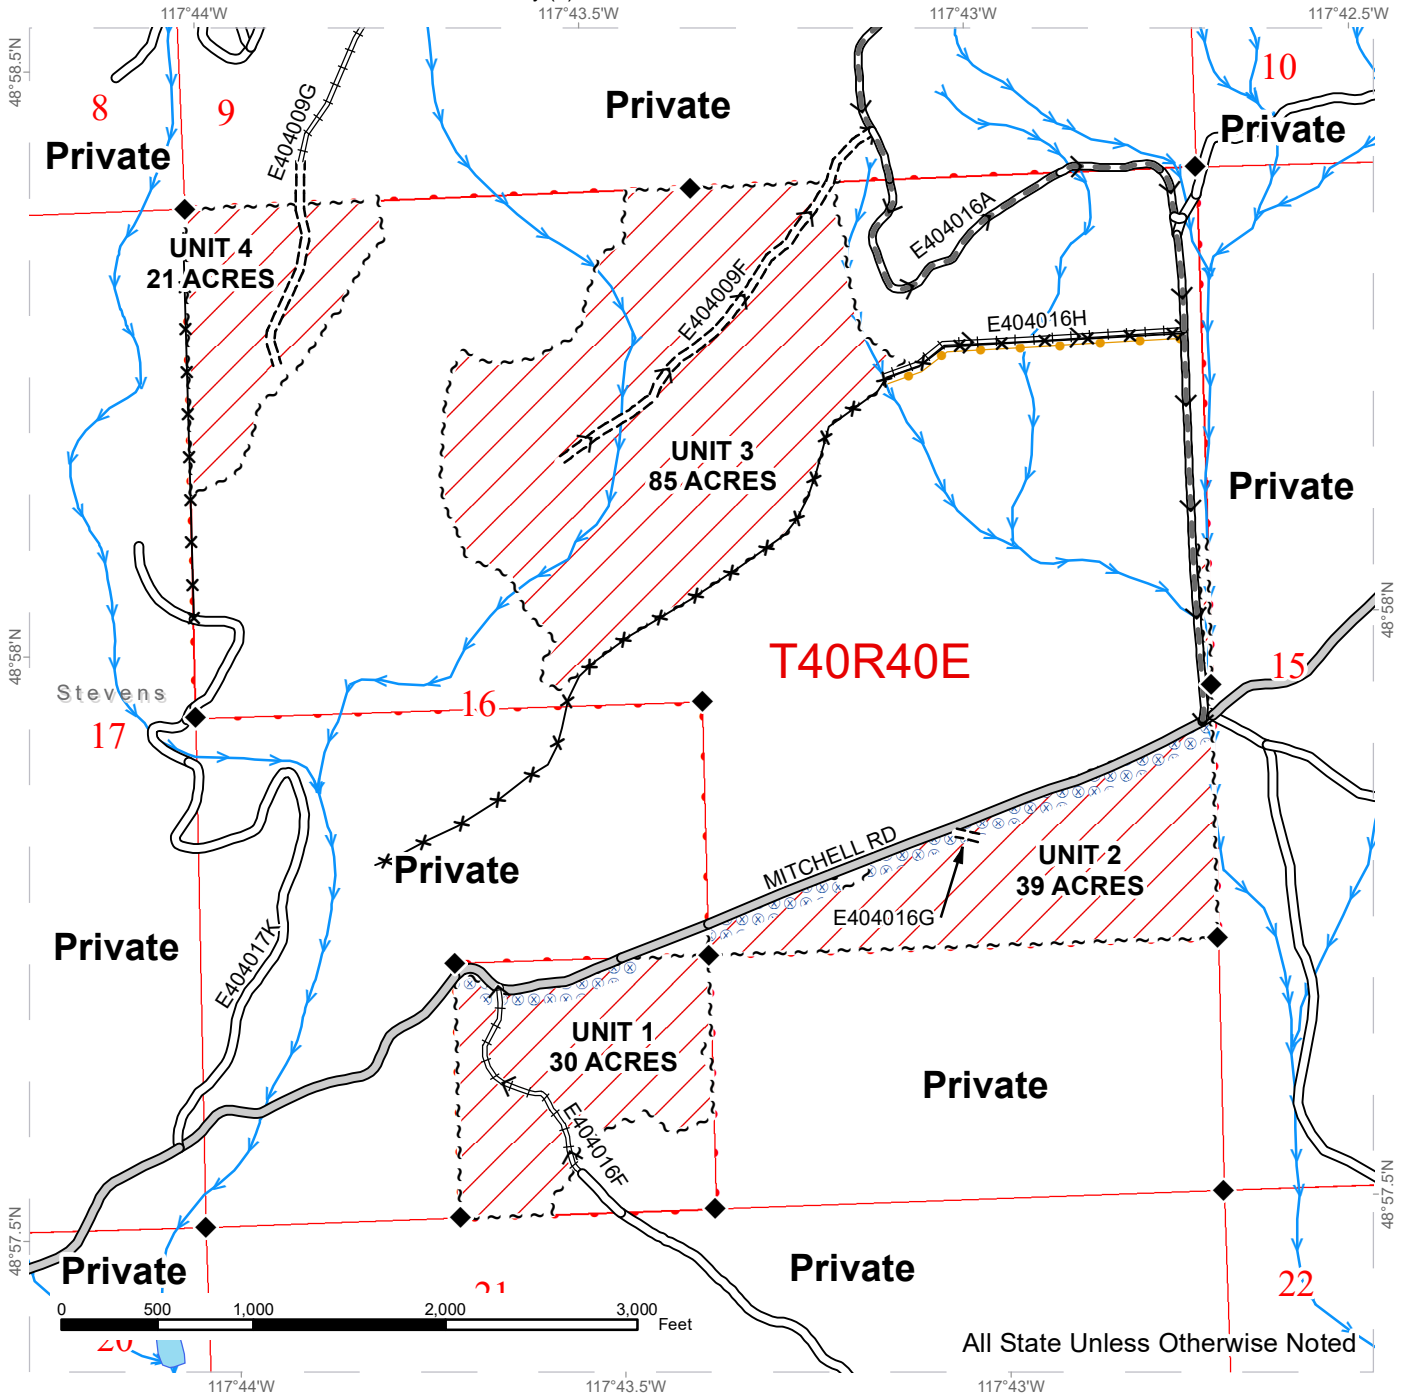 117°44'W
117°43.5'W
117°43'W
117°42.5'W
48°58.5'N
8
9
10
E404009G
Private
Private
Private
UNIT 4
21 ACRES
E404016A
E404009F
E404016H
UNIT 3
85 ACRES
Private
48°58'N
48°58'N
T40R40E
15
Stevens
16
17
MITCHELL RD
UNIT 2
39 ACRES
Private
E404016G
Private
E404017K
UNIT 1
30 ACRES
Private
E404016F
48°57.5'N
48°57.5'N
Private
Private
21
22
0
500
1,000
2,000
3,000
Feet
20
All State Unless Otherwise Noted
117°44'W
117°43.5'W
117°43'W